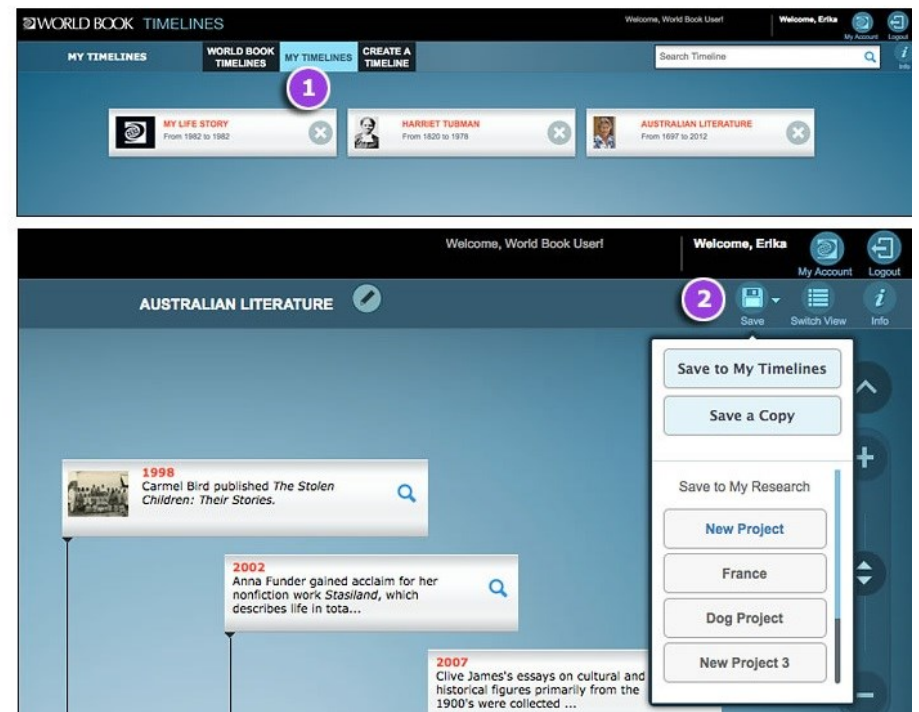 WORLD BOOK TIMELINES
Welcome, World Book User!
Welcome, Erika
My Account
Logout
MY TIMELINES
WORLD BOOK
TIMELINES
MY TIMELINES
CREATE A
TIMELINE
Search Timeline
i
Info
1
MY LIFE STORY
From 1982 to 1982
HARRIET TUBMAN
From 1820 to 1978
AUSTRALIAN LITERATURE
From 1697 to 2012
Welcome, World Book User!
Welcome, Erika
My Account
Logout
AUSTRALIAN LITERATURE
2
Save
Switch View
i
Info
Save to My Timelines
Save a Copy
Save to My Research
New Project
France
Dog Project
New Project 3
1998
Carmel Bird published The Stolen
Children: Their Stories.
2002
Anna Funder gained acclaim for her
nonfiction work Stasiland, which
describes life in tota...
2007
Clive James's essays on cultural and
historical figures primarily from the
1900's were collected ...